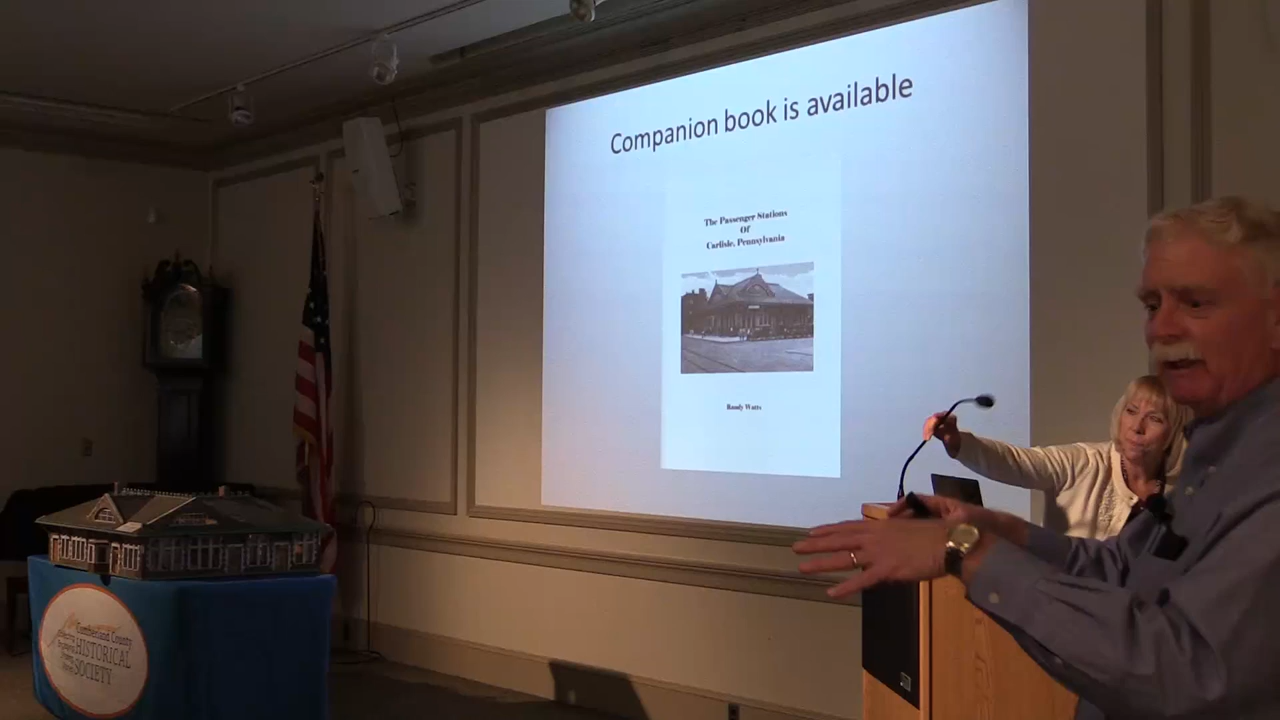 Companion book is available
The Passenger Stations
Of
Carlisle, Pennsylvania
Randy Watts
Cumberland County
HISTORICAL
SOCIETY